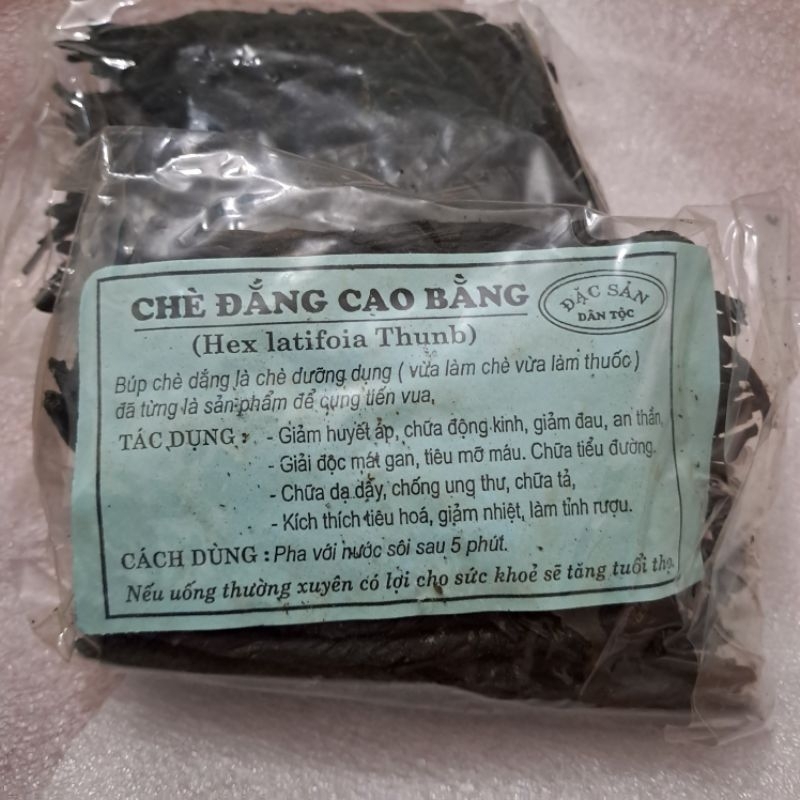 CHÈ ĐẮNG CAO BẰNG
ĐẶC SẢN
DÂN TỘC
(Hex latifoia Thunb)
Búp chè dắng là chè dưỡng dụng ( vừa làm chè vừa làm thuốc )
đã từng là sản phẩm để cung tiến vua,
TÁC DỤNG : - Giảm huyết áp, chữa động kinh, giảm đau, an thần,
- Giải độc mát gan, tiêu mỡ máu. Chữa tiểu đường.
- Chữa dạ dầy, chống ung thư, chữa tả,
- Kích thích tiêu hoá, giảm nhiệt, làm tỉnh rượu.
CÁCH DÙNG : Pha với nước sôi sau 5 phút.
Nếu uống thường xuyên có lợi cho sức khoẻ sẽ tăng tuổi thọ.